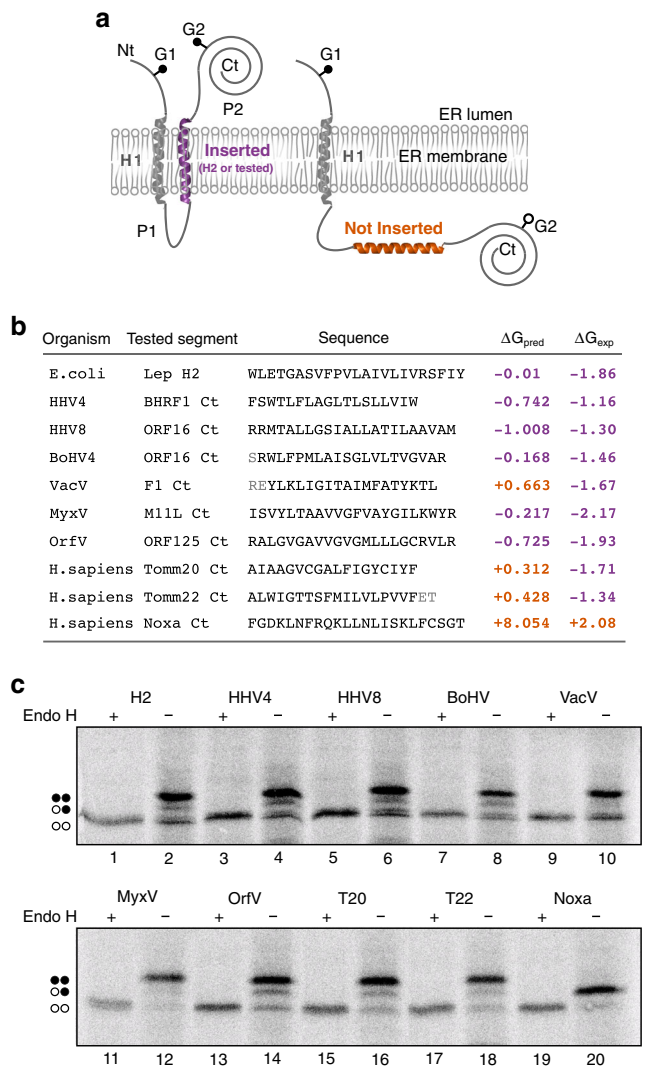 a
Nt G1 G2 Ct P2 G1
ER lumen
H1 Inserted H1 ER membrane
(H2 or tested)
P1 Not Inserted G2
Ct
b
Organism Tested segment Sequence ΔGpred ΔGexp
E.coli Lep H2 WLETGASVFPVLAIVLIVRSFIY -0.01 -1.86
HHV4 BHRF1 Ct FSWTLFLAGLTLSLLVIW -0.742 -1.16
HHV8 ORF16 Ct RRMTALLGSIALLATILAAVAM -1.008 -1.30
BoHV4 ORF16 Ct SRWLFPMLAISGLVLTVGVAR -0.168 -1.46
VacV F1 Ct REYLKLIGITAIMFATYKTL +0.663 -1.67
MyxV M11L Ct ISVYLTAAVVGFVAYGILKWYR -0.217 -2.17
OrfV ORF125 Ct RALGVGAVVGVGMLLLGCRVLR -0.725 -1.93
H.sapiens Tomm20 Ct AIAAGVCGALFIGYCIYF +0.312 -1.71
H.sapiens Tomm22 Ct ALWIGTTSFMILVLPVVFET +0.428 -1.34
H.sapiens Noxa Ct FGDKLNFRQKLLNLISKLFCSGT +8.054 +2.08
c
H2 HHV4 HHV8 BoHV VacV
Endo H + − + − + − + − + −
1 2 3 4 5 6 7 8 9 10
MyxV OrfV T20 T22 Noxa
Endo H + − + − + − + − + −
11 12 13 14 15 16 17 18 19 20